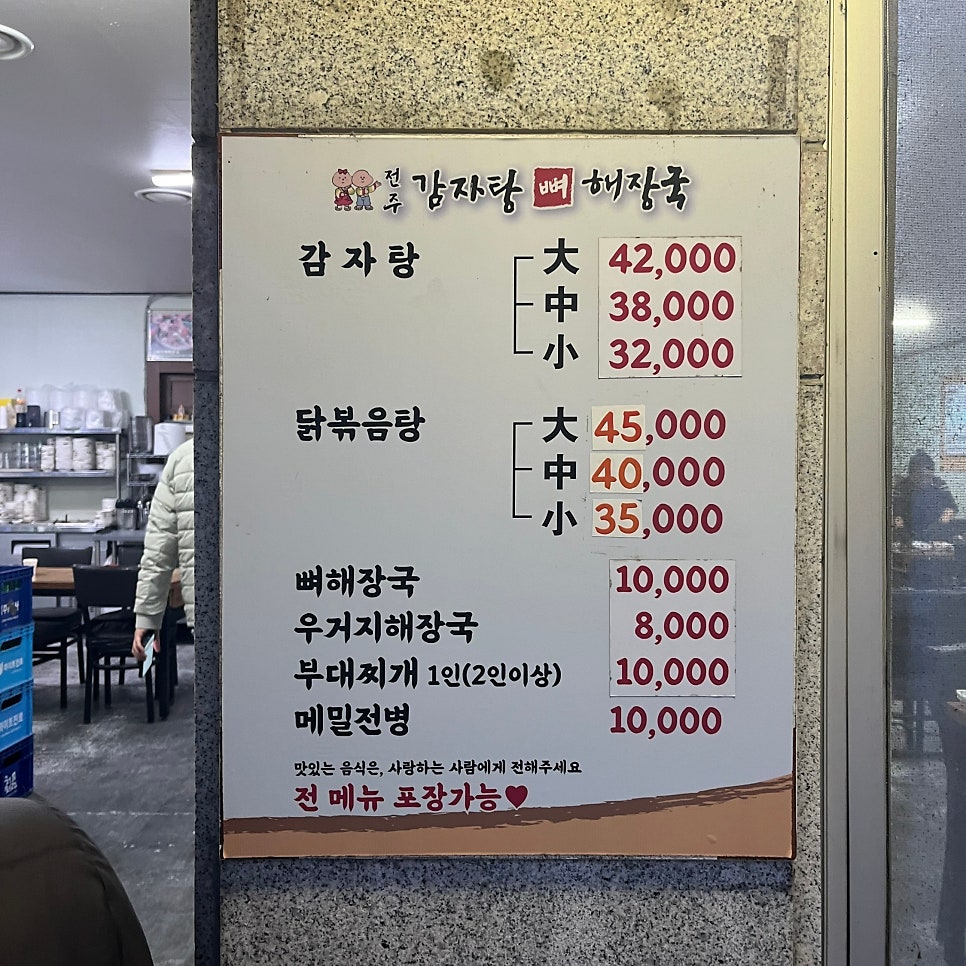 전주 감자탕 뼈 해장국
감자탕 大 42,000
中 38,000
小 32,000
닭볶음탕 大 45,000
中 40,000
小 35,000
뼈해장국 10,000
우거지해장국 8,000
부대찌개 1인(2인이상) 10,000
메밀전병 10,000
맛있는 음식은, 사랑하는 사람에게 전해주세요
전 메뉴 포장가능♥